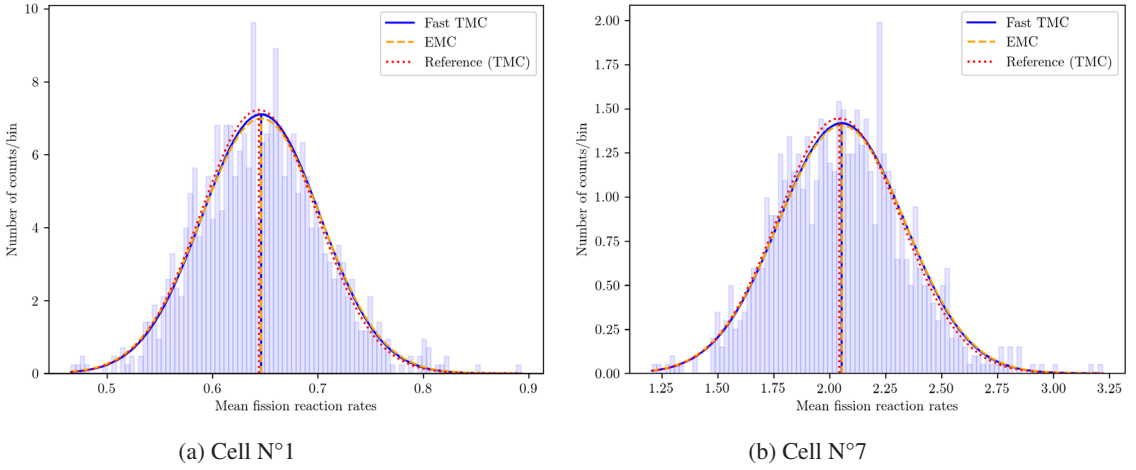 10
8
6
4
2
0
Number of counts/bin
Fast TMC
EMC
Reference (TMC)
0.5 0.6 0.7 0.8 0.9
Mean fission reaction rates
(a) Cell N°1
2.00
1.75
1.50
1.25
1.00
0.75
0.50
0.25
0.00
Number of counts/bin
Fast TMC
EMC
Reference (TMC)
1.25 1.50 1.75 2.00 2.25 2.50 2.75 3.00 3.25
Mean fission reaction rates
(b) Cell N°7